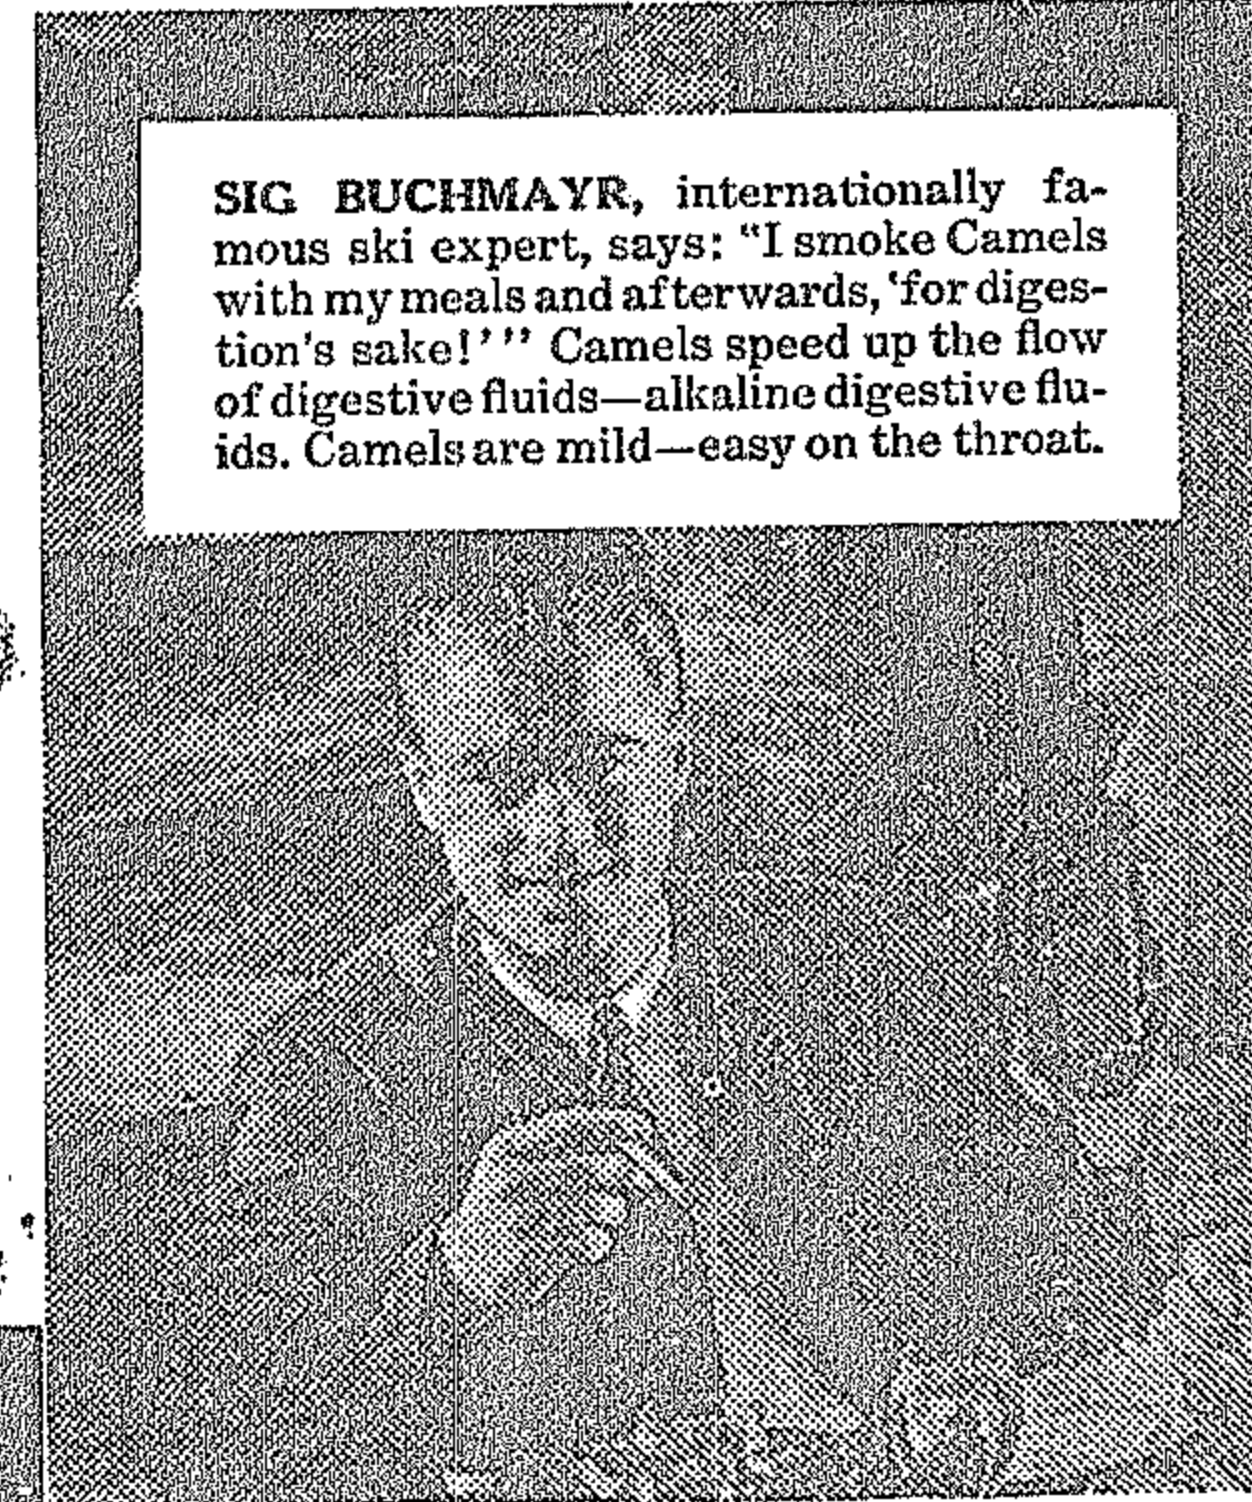 SIG BUCHMAYR, internationally fa-
mous ski expert, says: "I smoke Camels
with my meals and afterwards, 'for diges-
tion's sake!'" Camels speed up the flow
of digestive fluids—alkaline digestive flu-
ids. Camels are mild—easy on the throat.